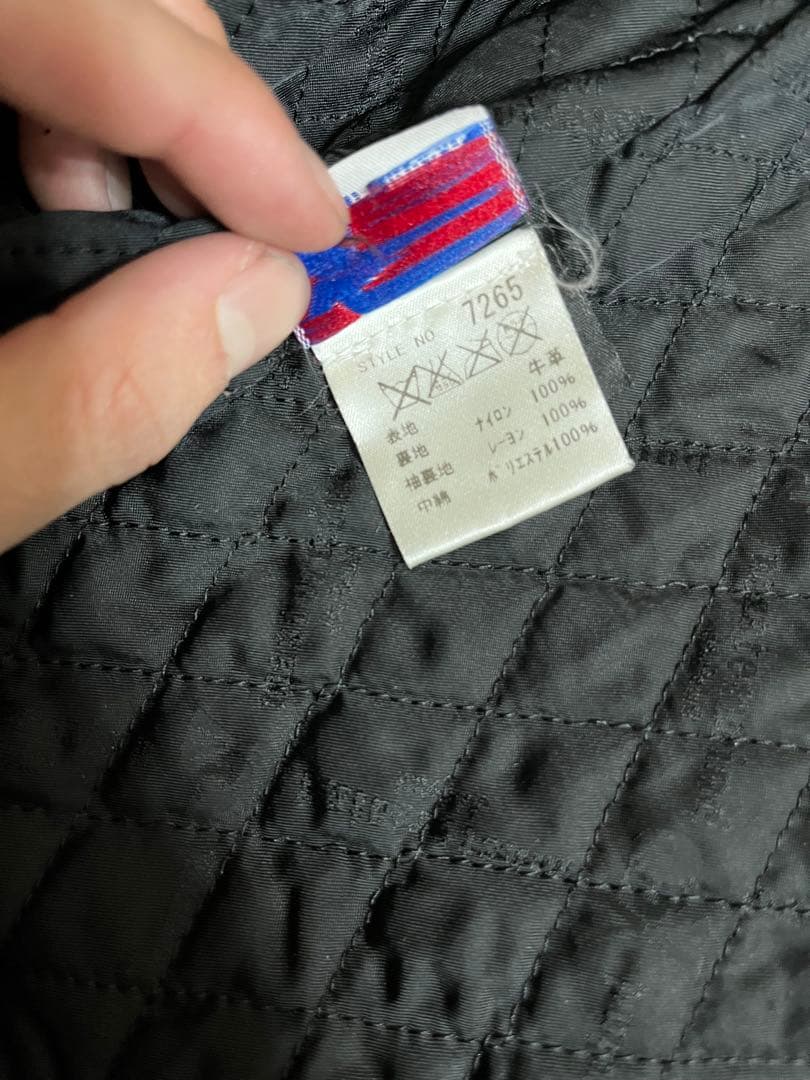 STYLE NO 7265
表地 牛革
裏地 ナイロン 100%
袖裏地 レーヨン 100%
中綿 ポリエステル100%